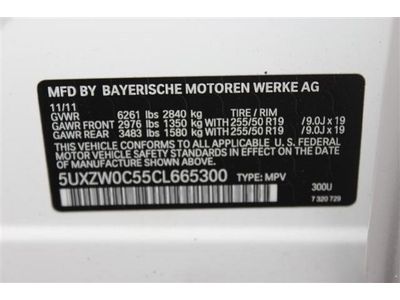 MFD BY BAYERISCHE MOTOREN WERKE AG
11/11
GVWR 6261 lbs 2840 kg TIRE / RIM
GAWR FRONT 2976 lbs 1350 kg WITH 255/50 R19 /9.0J x 19
GAWR REAR 3483 lbs 1580 kg WITH 255/50 R19 /9.0J x 19
THIS VEHICLE CONFORMS TO ALL APPLICABLE U.S. FEDERAL
MOTOR VEHICLE SAFETY STANDARDS IN EFFECT ON THE
DATE OF MANUFACTURE SHOWN ABOVE.
5UXZW0C55CL665300 TYPE: MPV
300U
7 320 729